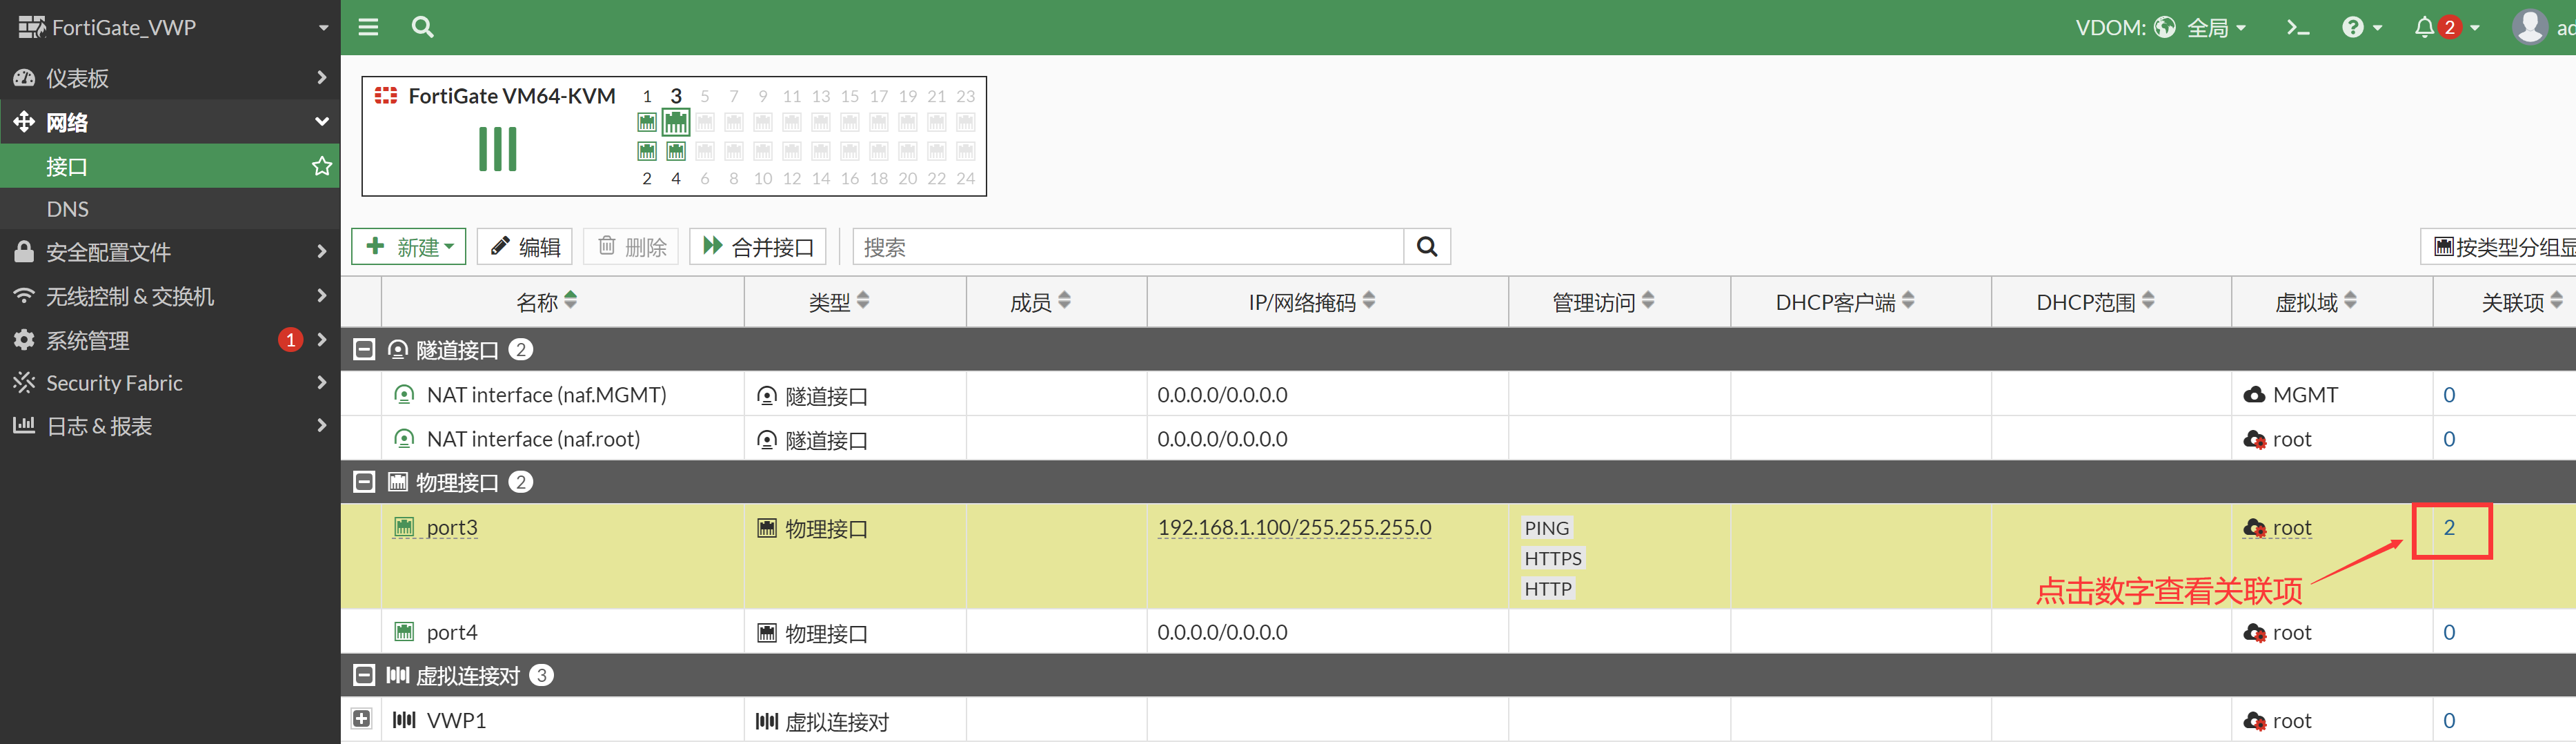 FortiGate_VWP
VDOM: 全局
2
仪表板
网络
接口
DNS
安全配置文件
无线控制 & 交换机
系统管理 1
Security Fabric
日志 & 报表
FortiGate VM64-KVM
1 3 5 7 9 11 13 15 17 19 21 23
2 4 6 8 10 12 14 16 18 20 22 24
新建 编辑 删除 合并接口 搜索 按类型分组显
名称 类型 成员 IP/网络掩码 管理访问 DHCP客户端 DHCP范围 虚拟域 关联项
隧道接口 2
NAT interface (naf.MGMT) 隧道接口 0.0.0.0/0.0.0.0 MGMT 0
NAT interface (naf.root) 隧道接口 0.0.0.0/0.0.0.0 root 0
物理接口 2
port3 物理接口 192.168.1.100/255.255.255.0 PING root 2
HTTPS
HTTP
点击数字查看关联项
port4 物理接口 0.0.0.0/0.0.0.0 root 0
虚拟连接对 3
VWP1 虚拟连接对 root 0